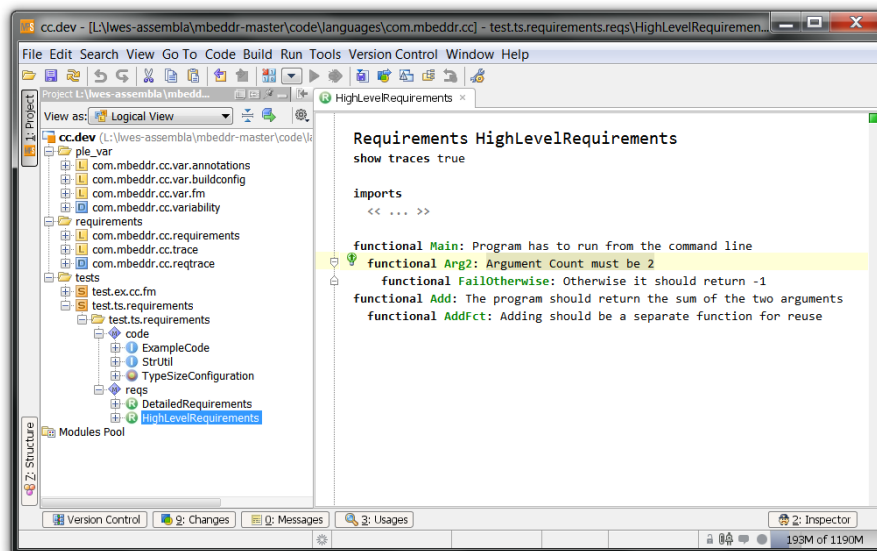 cc.dev - [L:\lwes-assembla\mbeddr-master\code\languages\com.mbeddr.cc] - test.ts.requirements.reqs\HighLevelRequiremen...
File Edit Search View Go To Code Build Run Tools Version Control Window Help
Project L:\lwes-assembla\mbedd...
HighLevelRequirements
1: Project
View as: Logical View
cc.dev (L:\lwes-assembla\mbeddr-master\code\la
ple_var
L com.mbeddr.cc.var.annotations
L com.mbeddr.cc.var.buildconfig
L com.mbeddr.cc.var.fm
D com.mbeddr.cc.variability
requirements
L com.mbeddr.cc.requirements
L com.mbeddr.cc.trace
D com.mbeddr.cc.reqtrace
tests
S test.ex.cc.fm
S test.ts.requirements
test.ts.requirements
M code
I ExampleCode
I StrUtil
TypeSizeConfiguration
M reqs
R DetailedRequirements
R HighLevelRequirements
Modules Pool
Z: Structure
Requirements HighLevelRequirements
show traces true
imports
<< ... >>
functional Main: Program has to run from the command line
functional Arg2: Argument Count must be 2
functional FailOtherwise: Otherwise it should return -1
functional Add: The program should return the sum of the two arguments
functional AddFct: Adding should be a separate function for reuse
Version Control 9: Changes 0: Messages 3: Usages 2: Inspector
193M of 1190M